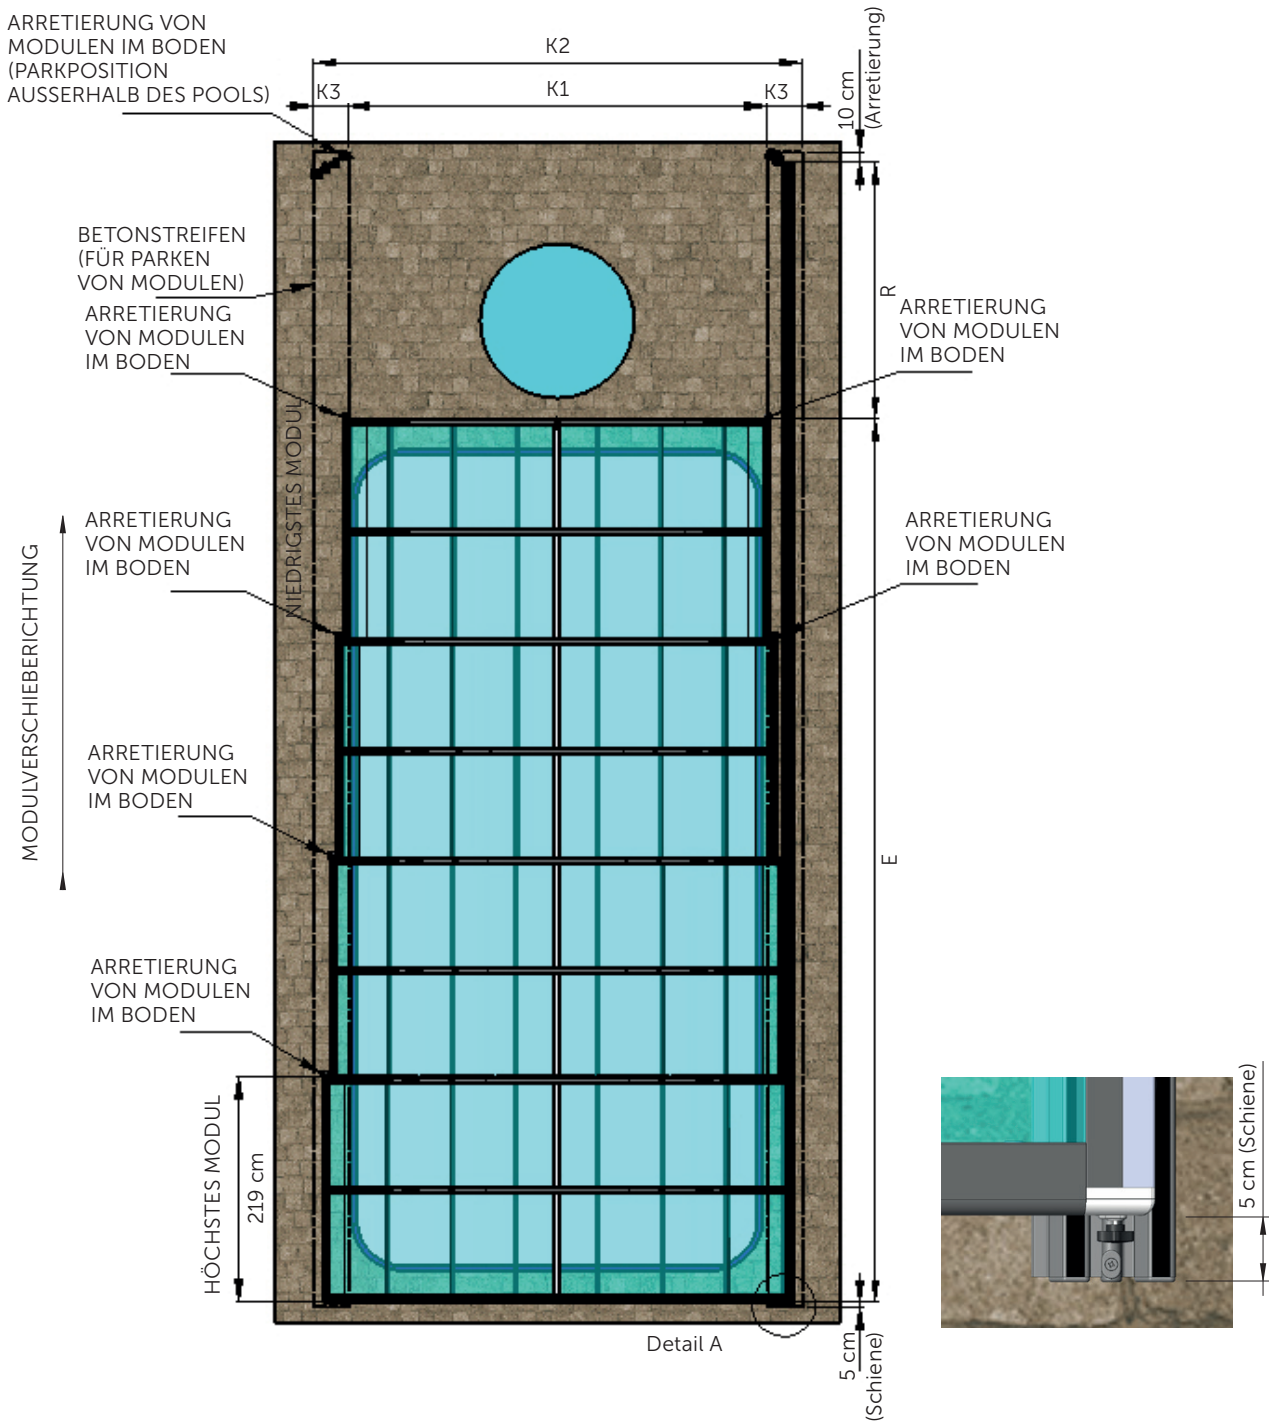 ARRETIERUNG VON
MODULEN IM BODEN
(PARKPOSITION
AUSSERHALB DES POOLS)
K2
K3
K1
K3
10 cm
(Arretierung)
BETONSTREIFEN
(FÜR PARKEN
VON MODULEN)
R
ARRETIERUNG
VON MODULEN
IM BODEN
ARRETIERUNG
VON MODULEN
IM BODEN
NIEDRIGSTES MODUL
ARRETIERUNG
VON MODULEN
IM BODEN
ARRETIERUNG
VON MODULEN
IM BODEN
MODULVERSCHIEBERICHTUNG
ARRETIERUNG
VON MODULEN
IM BODEN
E
ARRETIERUNG
VON MODULEN
IM BODEN
HÖCHSTES MODUL
219 cm
5 cm (Schiene)
Detail A
5 cm
(Schiene)